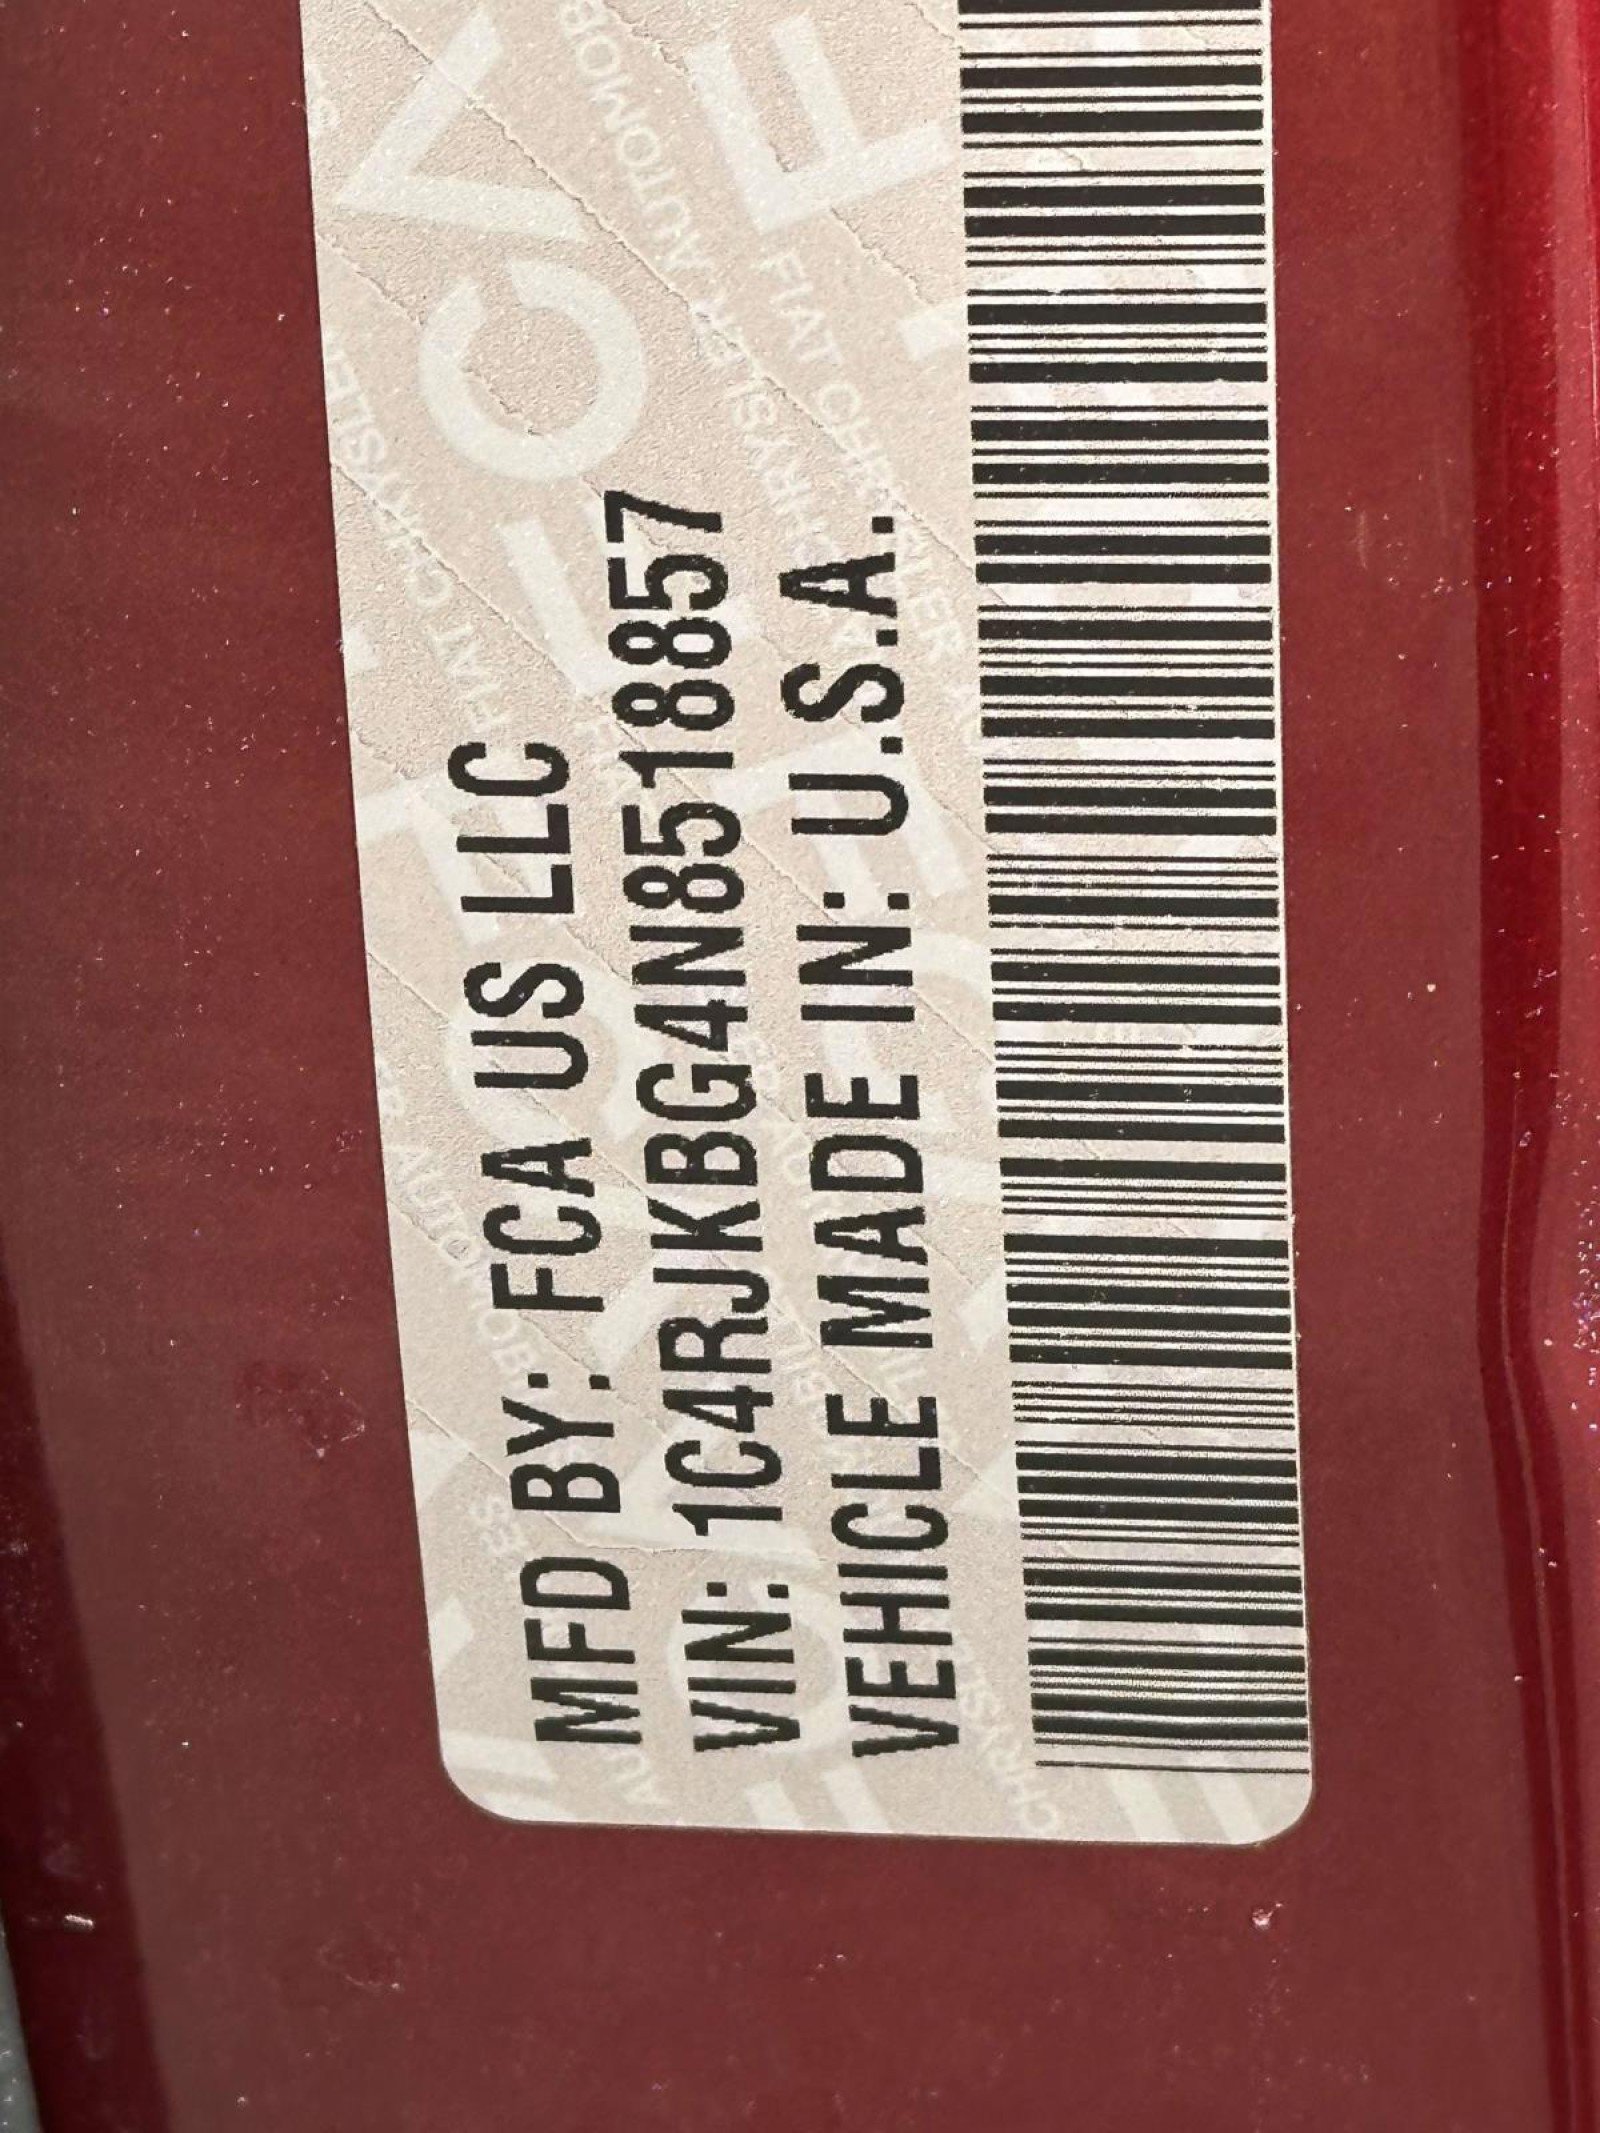 MFD BY: FCA US LLC
VIN: 1C4RJKBG4N8518857
VEHICLE MADE IN: U.S.A.